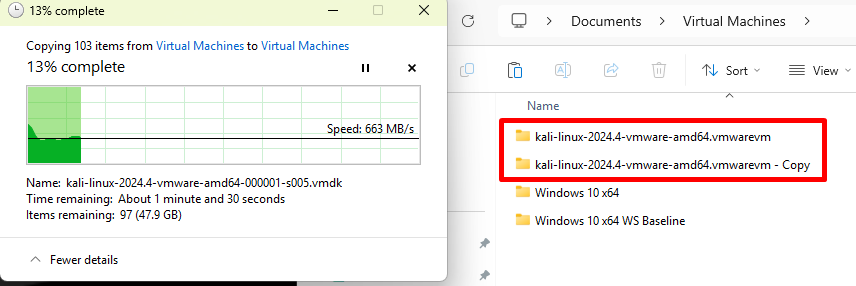 13% complete
Copying 103 items from Virtual Machines to Virtual Machines
13% complete
Speed: 663 MB/s
Name: kali-linux-2024.4-vmware-amd64-000001-s005.vmdk
Time remaining: About 1 minute and 30 seconds
Items remaining: 97 (47.9 GB)
Fewer details
Documents
Virtual Machines
Sort
View
Name
kali-linux-2024.4-vmware-amd64.vmwarevm
kali-linux-2024.4-vmware-amd64.vmwarevm - Copy
Windows 10 x64
Windows 10 x64 WS Baseline